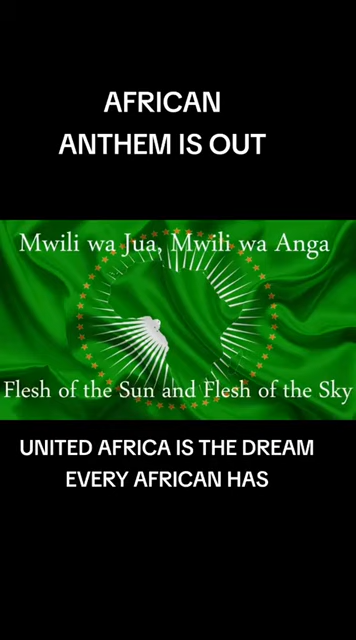 AFRICAN
ANTHEM IS OUT
Mwili wa Jua, Mwili wa Anga
Flesh of the Sun and Flesh of the Sky
UNITED AFRICA IS THE DREAM
EVERY AFRICAN HAS